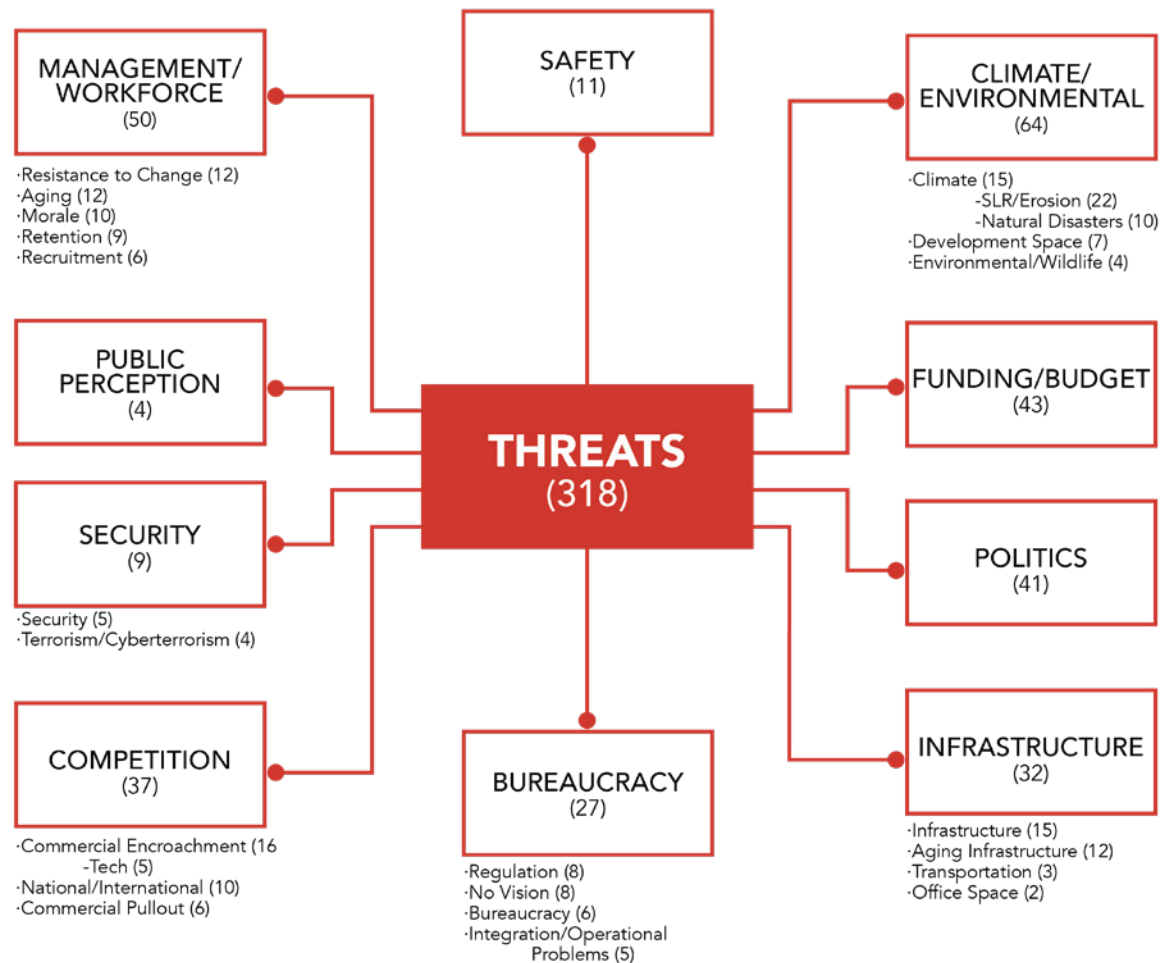 MANAGEMENT/
WORKFORCE
(50)
·Resistance to Change (12)
·Aging (12)
·Morale (10)
·Retention (9)
·Recruitment (6)
SAFETY
(11)
CLIMATE/
ENVIRONMENTAL
(64)
·Climate (15)
-SLR/Erosion (22)
-Natural Disasters (10)
·Development Space (7)
·Environmental/Wildlife (4)
PUBLIC
PERCEPTION
(4)
THREATS
(318)
FUNDING/BUDGET
(43)
SECURITY
(9)
·Security (5)
·Terrorism/Cyberterrorism (4)
POLITICS
(41)
COMPETITION
(37)
·Commercial Encroachment (16
-Tech (5)
·National/International (10)
·Commercial Pullout (6)
BUREAUCRACY
(27)
·Regulation (8)
·No Vision (8)
·Bureaucracy (6)
·Integration/Operational
Problems (5)
INFRASTRUCTURE
(32)
·Infrastructure (15)
·Aging Infrastructure (12)
·Transportation (3)
·Office Space (2)